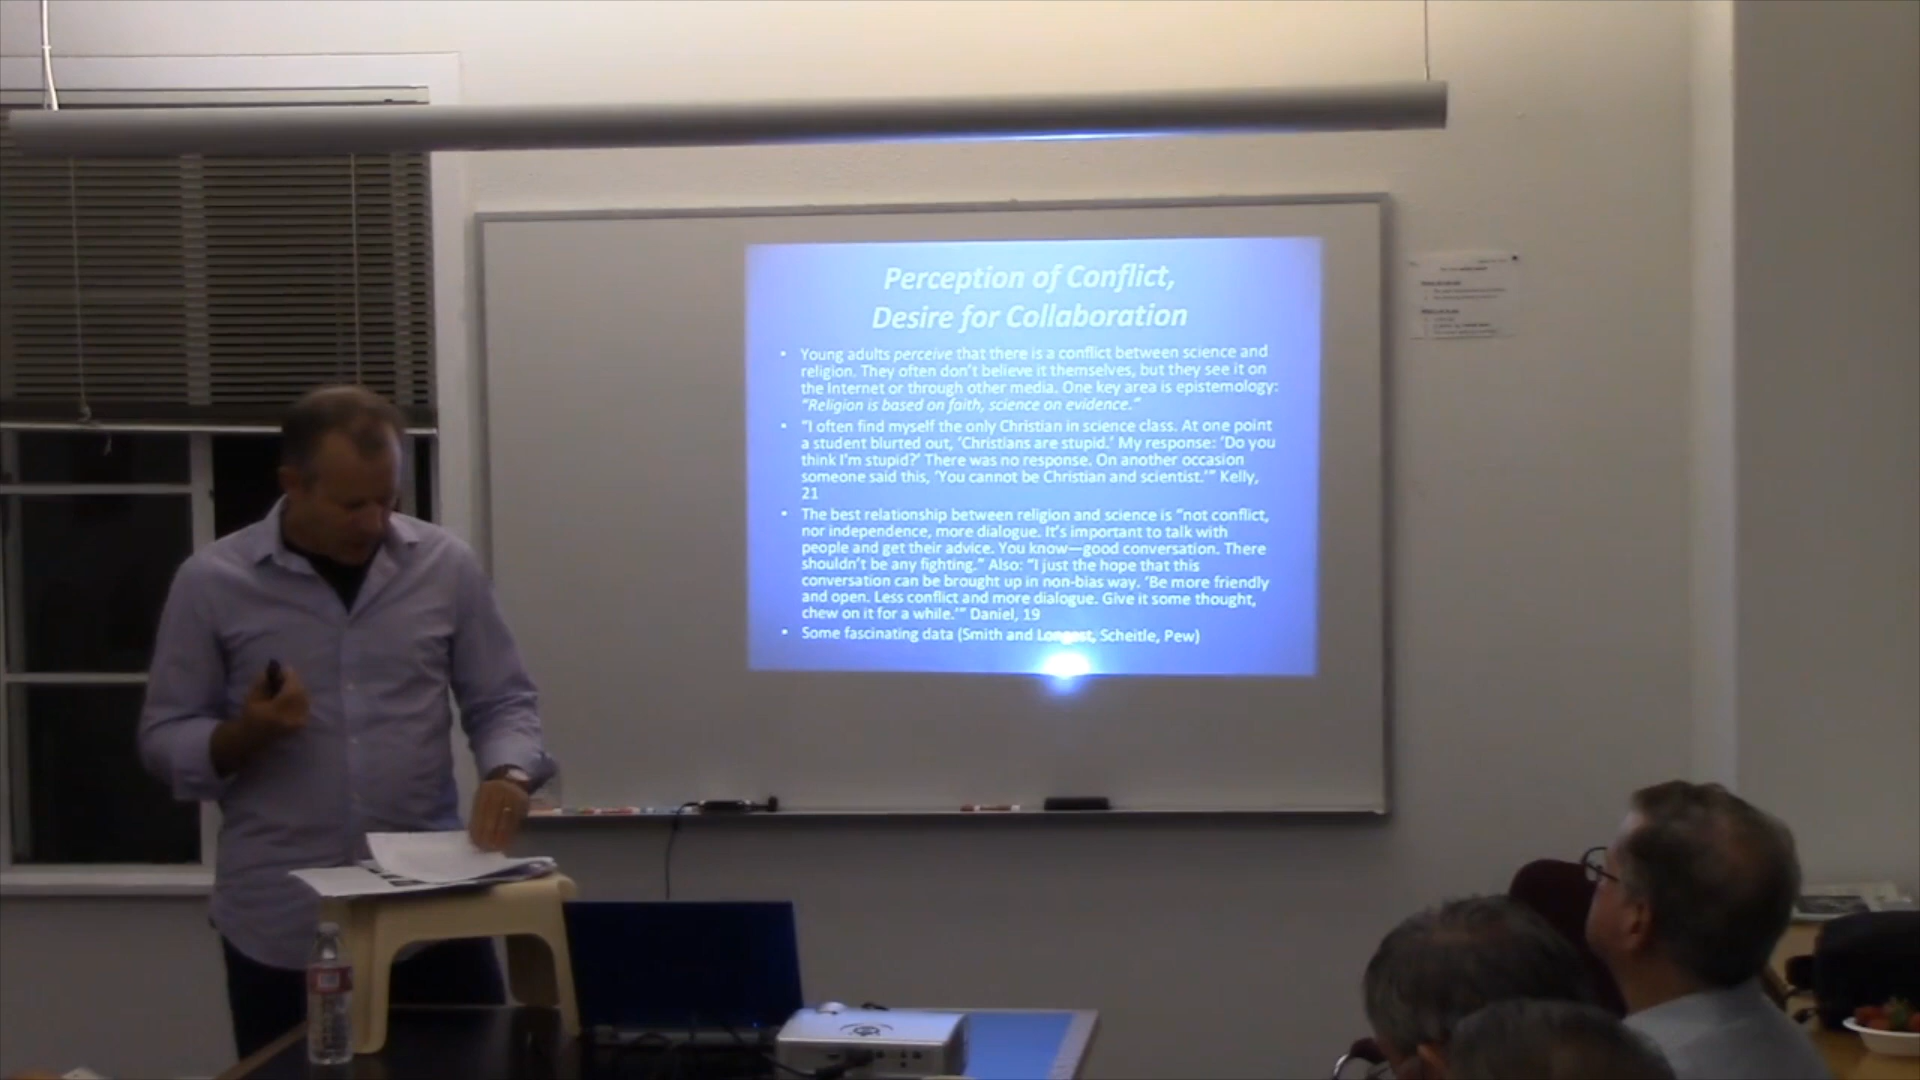 Perception of Conflict,
Desire for Collaboration
• Young adults perceive that there is a conflict between science and
religion. They often don't believe it themselves, but they see it on
the Internet or through other media. One key area is epistemology:
“Religion is based on faith, science on evidence.”
• “I often find myself the only Christian in science class. At one point
a student blurted out, ‘Christians are stupid.’ My response: ‘Do you
think I'm stupid?’ There was no response. On another occasion
someone said this, ‘You cannot be Christian and scientist.’” Kelly,
21
• The best relationship between religion and science is “not conflict,
nor independence, more dialogue. It's important to talk with
people and get their advice. You know—good conversation. There
shouldn't be any fighting.” Also: “I just the hope that this
conversation can be brought up in non-bias way. ‘Be more friendly
and open. Less conflict and more dialogue. Give it some thought,
chew on it for a while.’” Daniel, 19
• Some fascinating data (Smith and Longest, Scheitle, Pew)